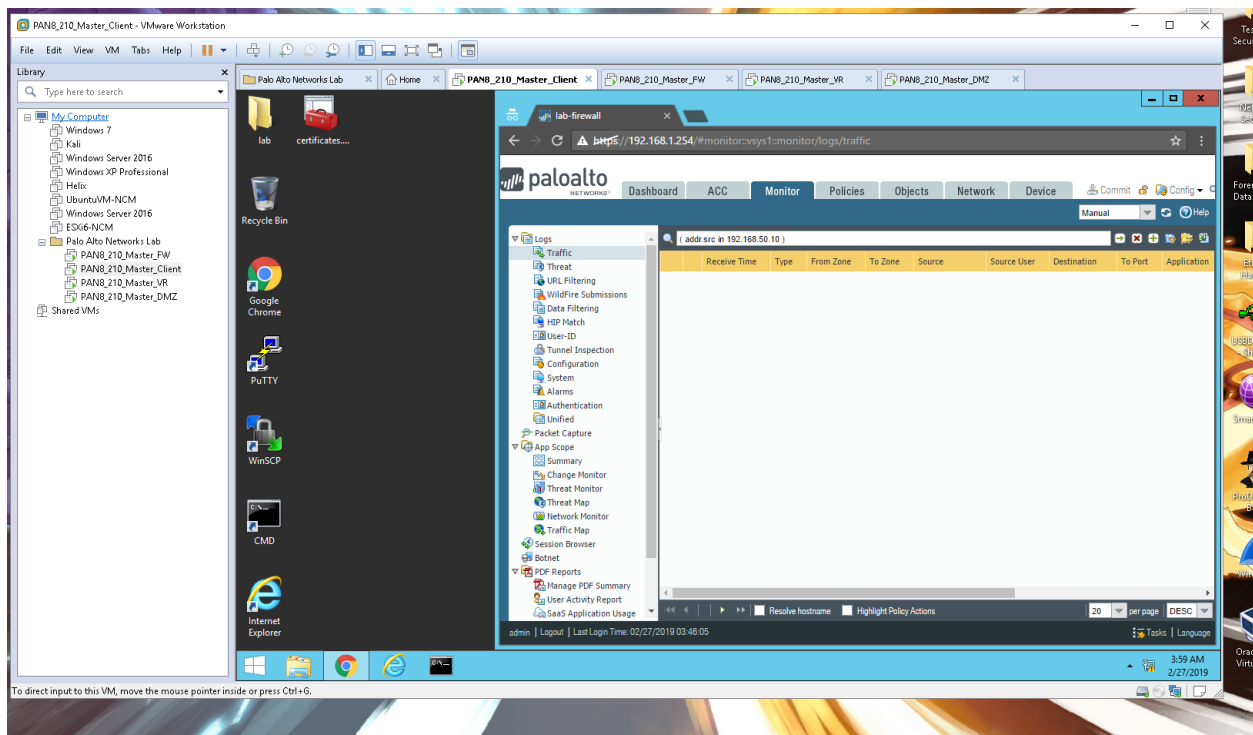 PAN8_210_Master_Client - VMware Workstation
File Edit View VM Tabs Help
Library
Type here to search
My Computer
Windows 7
Kali
Windows Server 2016
Windows XP Professional
Helix
UbuntuVM-NCM
Windows Server 2016
ESXi6-NCM
Palo Alto Networks Lab
PAN8_210_Master_FW
PAN8_210_Master_Client
PAN8_210_Master_VR
PAN8_210_Master_DMZ
Shared VMs
Palo Alto Networks Lab Home PAN8_210_Master_Client PAN8_210_Master_FW PAN8_210_Master_VR PAN8_210_Master_DMZ
lab certificates....
Recycle Bin
Google
Chrome
PuTTY
WinSCP
CMD
Internet
Explorer
lab-firewall
https://192.168.1.254/#monitor::vsys1::monitor/logs/traffic
paloalto
NETWORKS
Dashboard ACC Monitor Policies Objects Network Device Commit Config
Manual Help
Logs
Traffic
Threat
URL Filtering
WildFire Submissions
Data Filtering
HIP Match
User-ID
Tunnel Inspection
Configuration
System
Alarms
Authentication
Unified
Packet Capture
App Scope
Summary
Change Monitor
Threat Monitor
Threat Map
Network Monitor
Traffic Map
Session Browser
Botnet
PDF Reports
Manage PDF Summary
User Activity Report
SaaS Application Usage
( addr.src in 192.168.50.10 )
Receive Time Type From Zone To Zone Source Source User Destination To Port Application
Resolve hostname Highlight Policy Actions 20 per page DESC
admin | Logout | Last Login Time: 02/27/2019 03:46:05 Tasks | Language
3:59 AM
2/27/2019
To direct input to this VM, move the mouse pointer inside or press Ctrl+G.